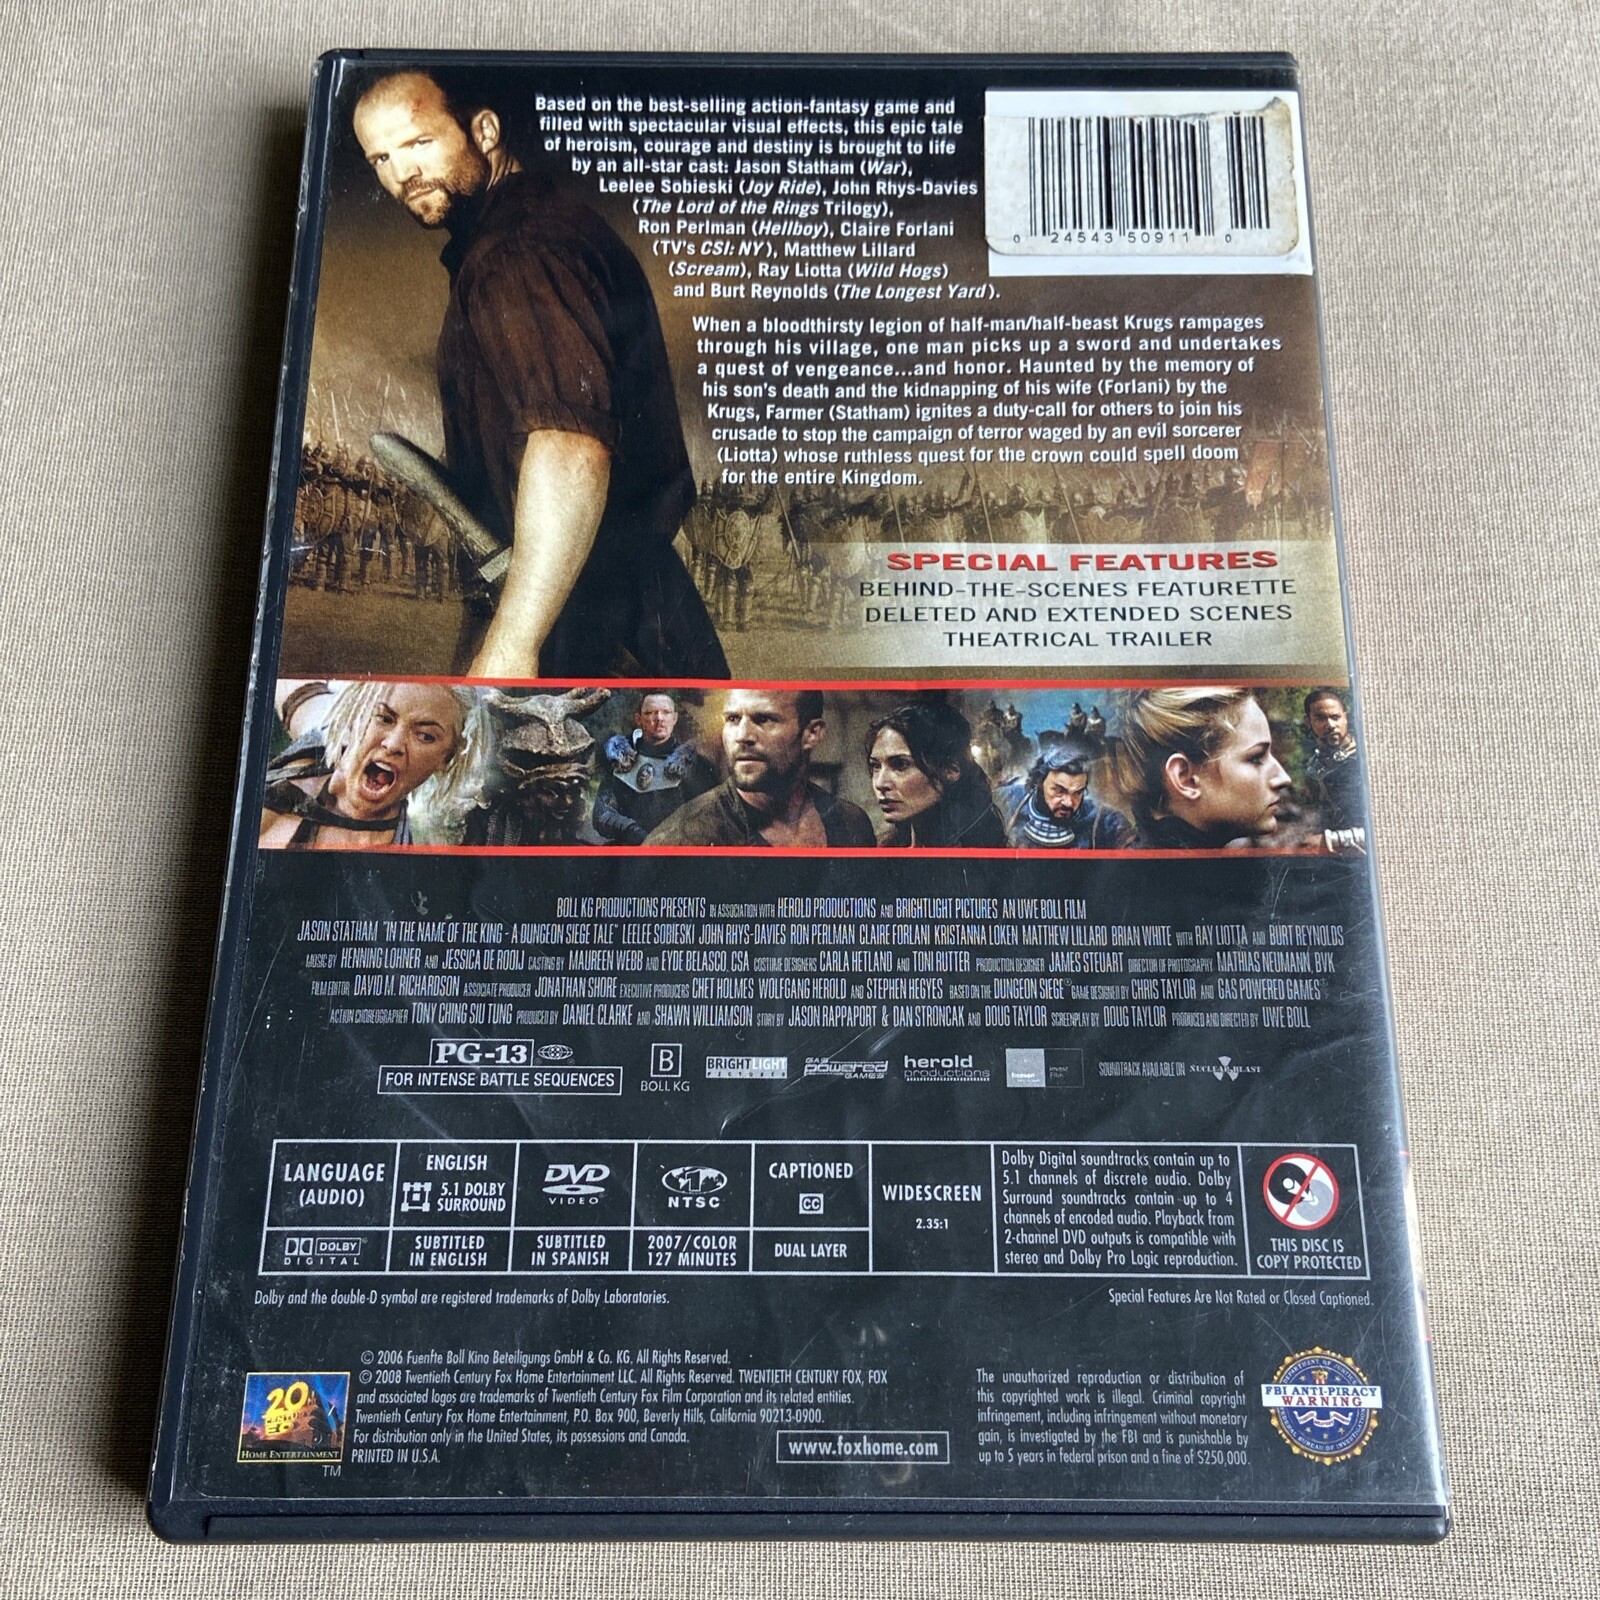 Based on the best-selling action-fantasy game and
filled with spectacular visual effects, this epic tale
of heroism, courage and destiny is brought to life
by an all-star cast: Jason Statham (War),
Leelee Sobieski (Joy Ride), John Rhys-Davies
(The Lord of the Rings Trilogy),
Ron Perlman (Hellboy), Claire Forlani
(TV's CSI: NY), Matthew Lillard
(Scream), Ray Liotta (Wild Hogs)
and Burt Reynolds (The Longest Yard).
0 24543 50911 0
When a bloodthirsty legion of half-man/half-beast Krugs rampages
through his village, one man picks up a sword and undertakes
a quest of vengeance...and honor. Haunted by the memory of
his son's death and the kidnapping of his wife (Forlani) by the
Krugs, Farmer (Statham) ignites a duty-call for others to join his
crusade to stop the campaign of terror waged by an evil sorcerer
(Liotta) whose ruthless quest for the crown could spell doom
for the entire Kingdom.
SPECIAL FEATURES
BEHIND-THE-SCENES FEATURETTE
DELETED AND EXTENDED SCENES
THEATRICAL TRAILER
BOLL KG PRODUCTIONS PRESENTS IN ASSOCIATION WITH HEROLD PRODUCTIONS AND BRIGHTLIGHT PICTURES AN UWE BOLL FILM
JASON STATHAM "IN THE NAME OF THE KING - A DUNGEON SIEGE TALE" LEELEE SOBIESKI JOHN RHYS-DAVIES RON PERLMAN CLAIRE FORLANI KRISTANNA LOKEN MATTHEW LILLARD BRIAN WHITE WITH RAY LIOTTA AND BURT REYNOLDS
MUSIC BY HENNING LOHNER AND JESSICA DE ROOIJ CASTING BY MAUREEN WEBB AND EYDE BELASCO, CSA COSTUME DESIGNERS CARLA HETLAND AND TONI RUTTER PRODUCTION DESIGNER JAMES STEUART DIRECTOR OF PHOTOGRAPHY MATHIAS NEUMANN, BVK
FILM EDITOR DAVID M. RICHARDSON ASSOCIATE PRODUCER JONATHAN SHORE EXECUTIVE PRODUCERS CHET HOLMES WOLFGANG HEROLD AND STEPHEN HEGYES BASED ON THE DUNGEON SIEGE® GAME DESIGNED BY CHRIS TAYLOR AND GAS POWERED GAMES®
ACTION CHOREOGRAPHER TONY CHING SIU TUNG PRODUCED BY DANIEL CLARKE AND SHAWN WILLIAMSON STORY BY JASON RAPPAPORT & DAN STRONCAK AND DOUG TAYLOR SCREENPLAY BY DOUG TAYLOR PRODUCED AND DIRECTED BY UWE BOLL
PG-13
FOR INTENSE BATTLE SEQUENCES
B
BOLL KG
BRIGHTLIGHT
PICTURES
GAS
powered
GAMES
herold
productions
SOUNDTRACK AVAILABLE ON NUCLEAR BLAST
LANGUAGE
(AUDIO)
ENGLISH
5.1 DOLBY
SURROUND
DVD
VIDEO
NTSC
CAPTIONED
CC
WIDESCREEN
2.35:1
DOLBY
DIGITAL
SUBTITLED
IN ENGLISH
SUBTITLED
IN SPANISH
2007/COLOR
127 MINUTES
DUAL LAYER
Dolby Digital soundtracks contain up to
5.1 channels of discrete audio. Dolby
Surround soundtracks contain up to 4
channels of encoded audio. Playback from
2-channel DVD outputs is compatible with
stereo and Dolby Pro Logic reproduction.
THIS DISC IS
COPY PROTECTED
Dolby and the double-D symbol are registered trademarks of Dolby Laboratories.
Special Features Are Not Rated or Closed Captioned.
© 2006 Fuenfte Boll Kino Beteiligungs GmbH & Co. KG. All Rights Reserved.
© 2008 Twentieth Century Fox Home Entertainment LLC. All Rights Reserved. TWENTIETH CENTURY FOX, FOX
and associated logos are trademarks of Twentieth Century Fox Film Corporation and its related entities.
Twentieth Century Fox Home Entertainment, P.O. Box 900, Beverly Hills, California 90213-0900.
For distribution only in the United States, its possessions and Canada.
PRINTED IN U.S.A.
20
CENTURY
FOX
HOME ENTERTAINMENT
TM
www.foxhome.com
The unauthorized reproduction or distribution of
this copyrighted work is illegal. Criminal copyright
infringement, including infringement without monetary
gain, is investigated by the FBI and is punishable by
up to 5 years in federal prison and a fine of $250,000.
DEPARTMENT OF JUSTICE
FBI ANTI-PIRACY
WARNING
FEDERAL BUREAU OF INVESTIGATION